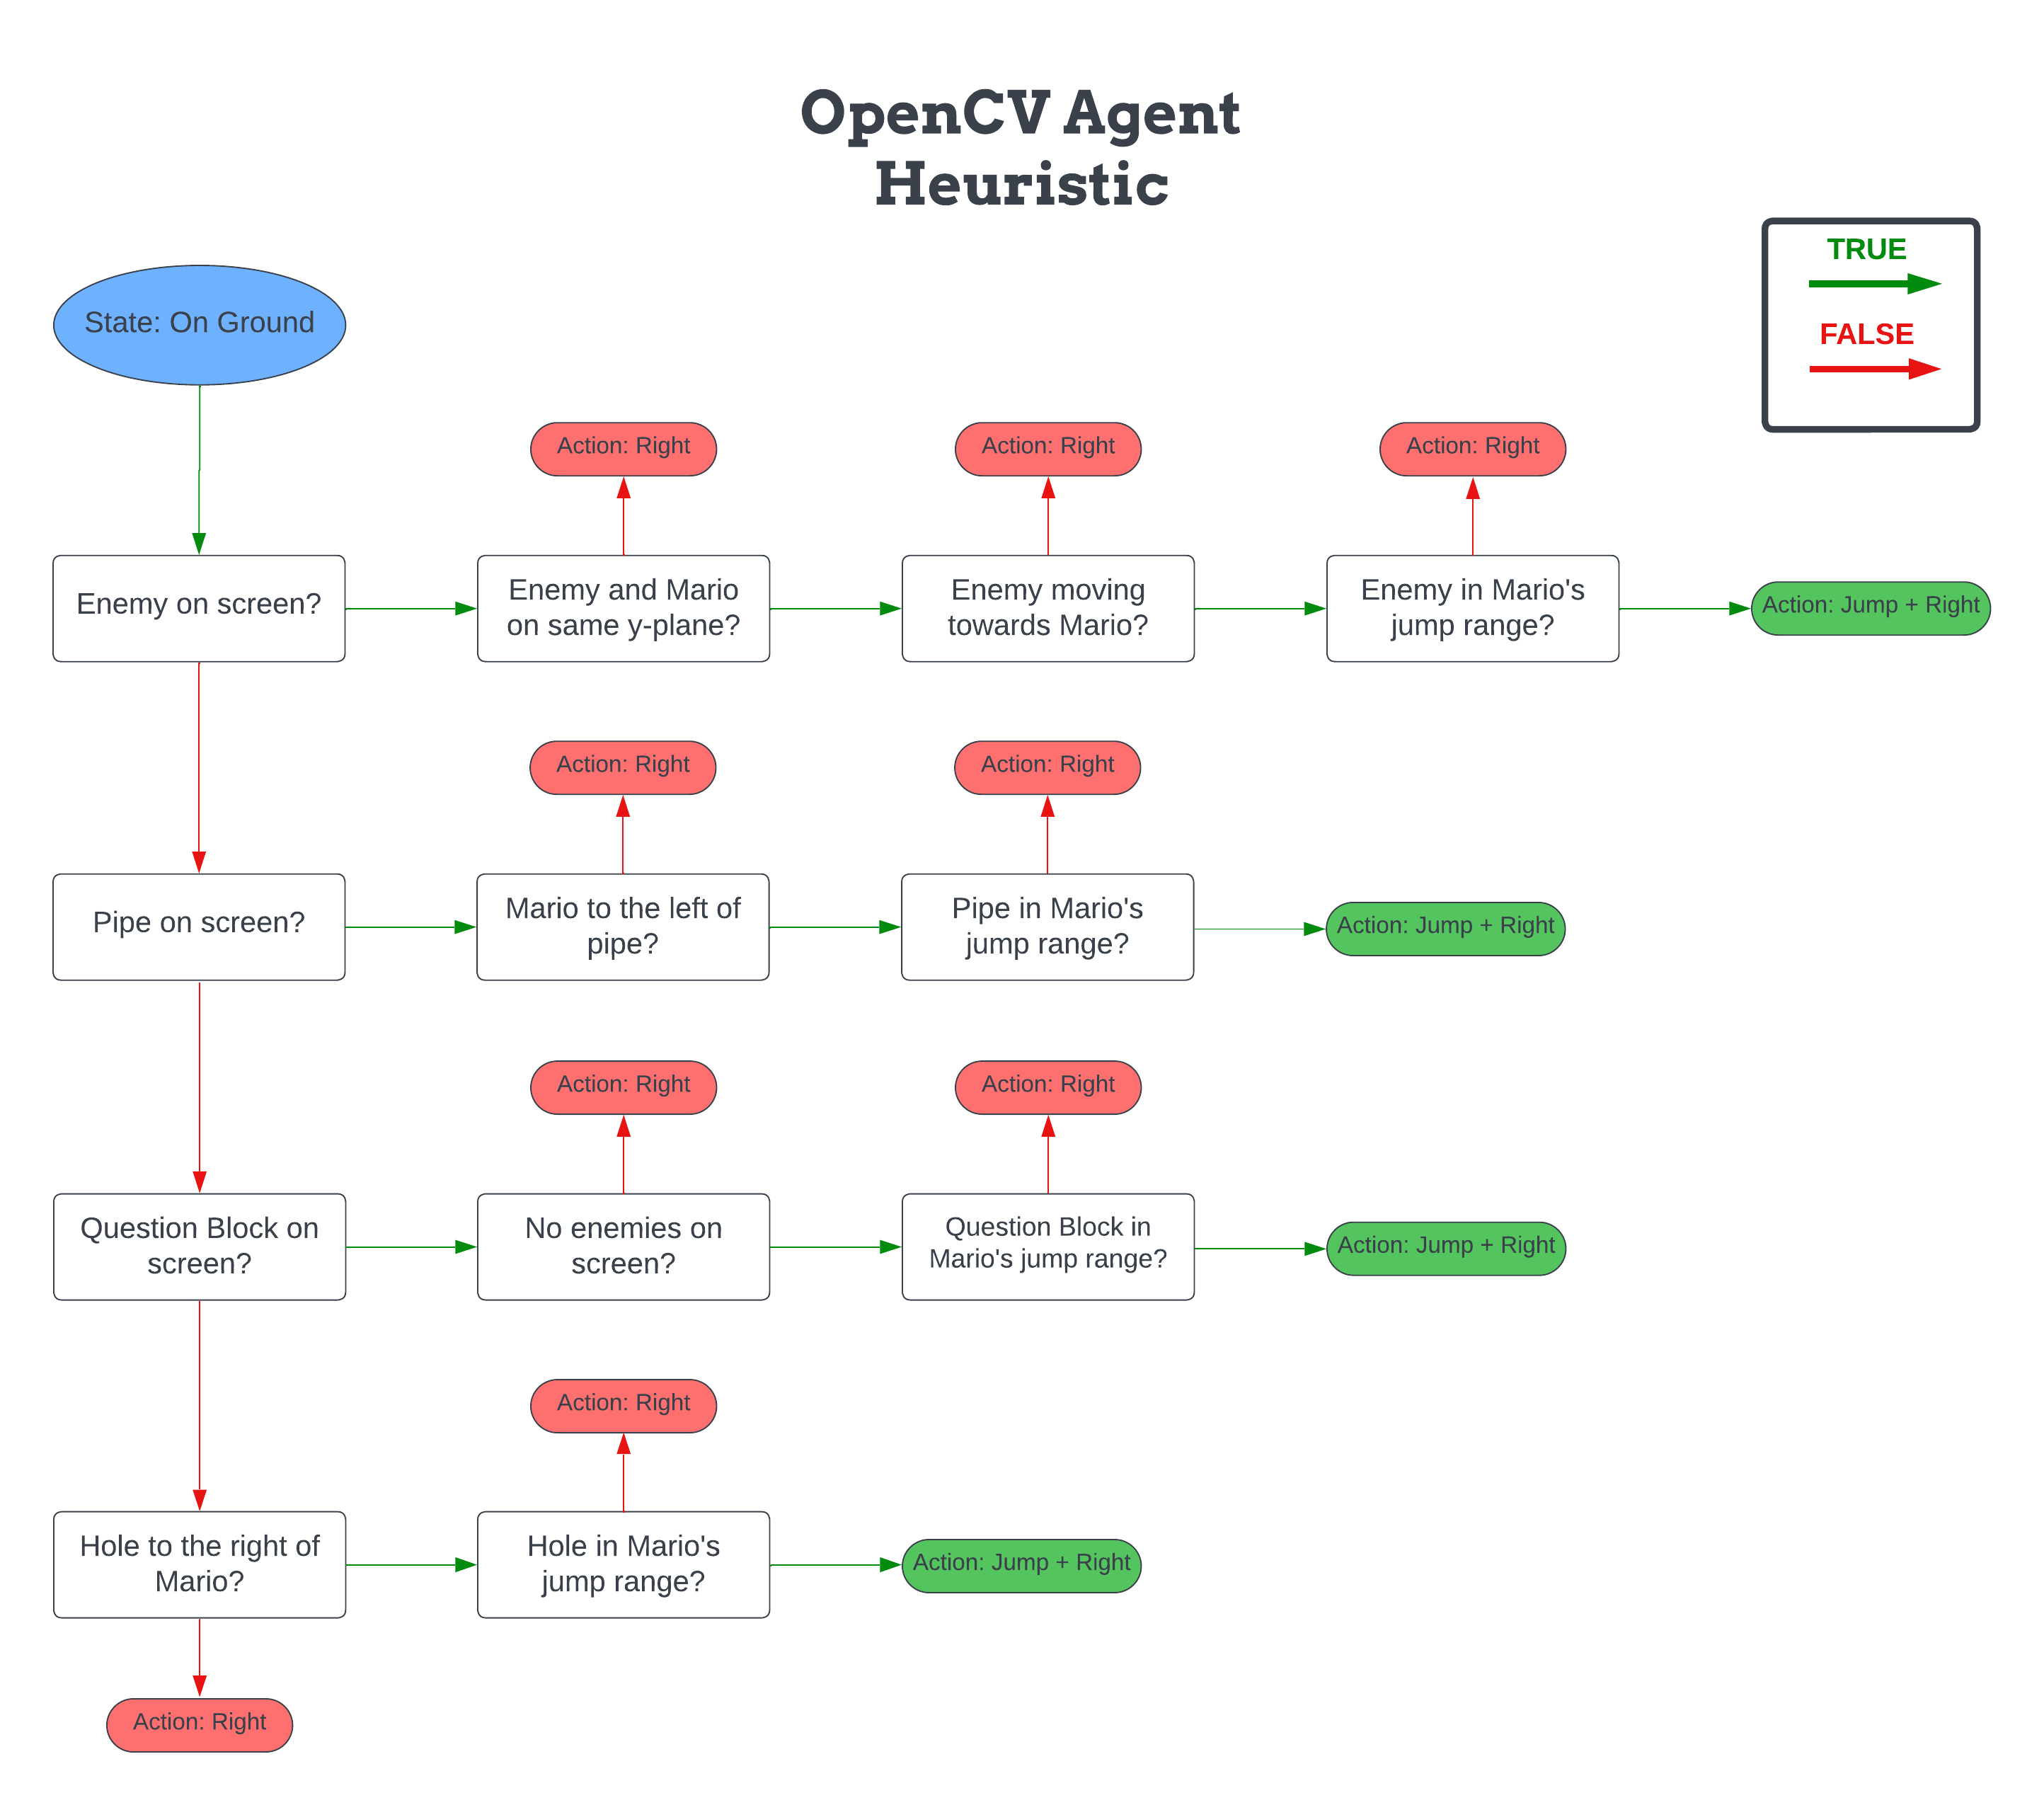 OpenCV Agent
Heuristic
TRUE
FALSE
State: On Ground
Action: Right
Action: Right
Action: Right
Enemy on screen?
Enemy and Mario
on same y-plane?
Enemy moving
towards Mario?
Enemy in Mario's
jump range?
Action: Jump + Right
Action: Right
Action: Right
Pipe on screen?
Mario to the left of
pipe?
Pipe in Mario's
jump range?
Action: Jump + Right
Action: Right
Action: Right
Question Block on
screen?
No enemies on
screen?
Question Block in
Mario's jump range?
Action: Jump + Right
Action: Right
Hole to the right of
Mario?
Hole in Mario's
jump range?
Action: Jump + Right
Action: Right